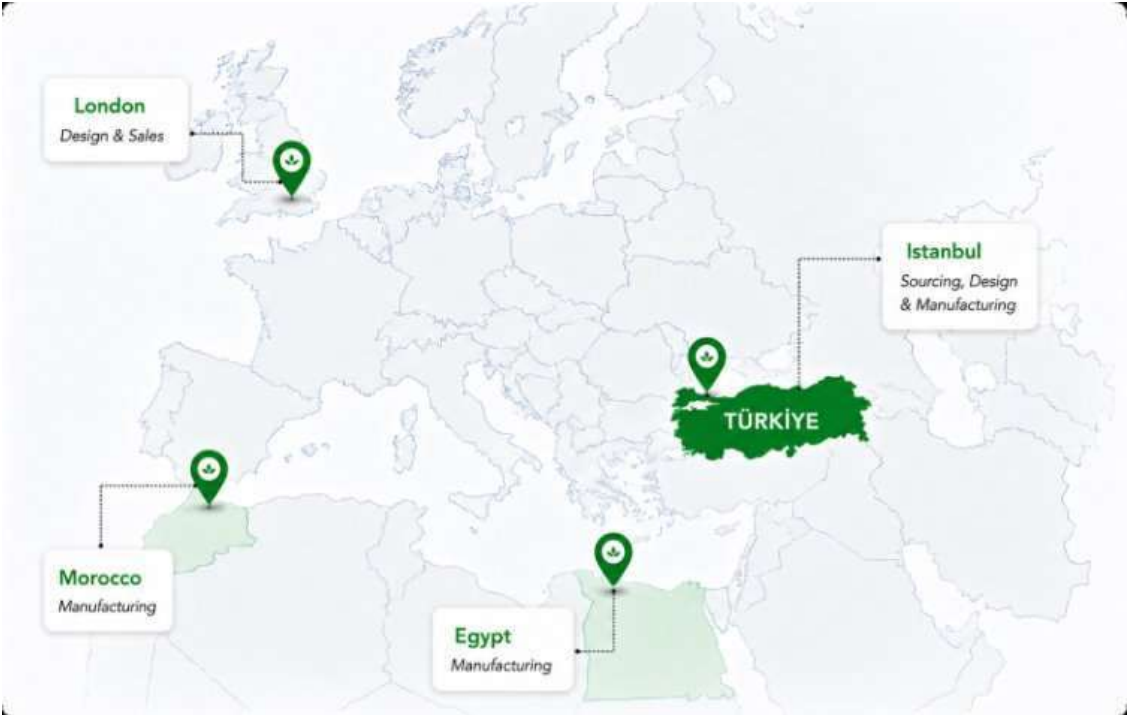 London
Design & Sales
Istanbul
Sourcing, Design
& Manufacturing
TÜRKİYE
Morocco
Manufacturing
Egypt
Manufacturing